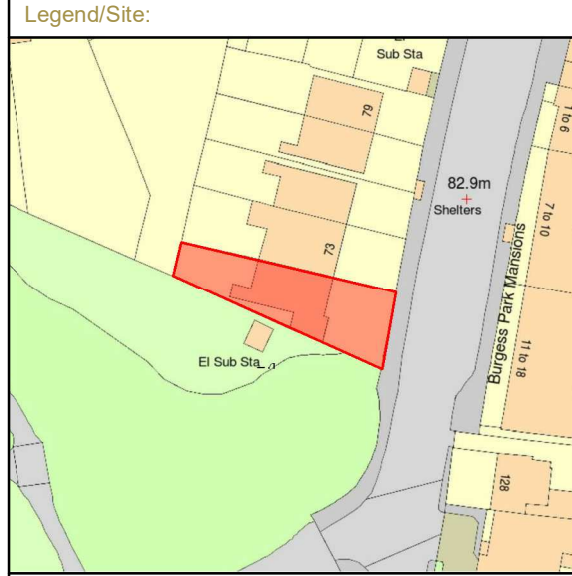 Legend/Site:
El
Sub Sta
79
1 to 6
82.9m
Shelters
7 to 10
73
Burgess Park Mansions
El Sub Sta
11 to 18
128